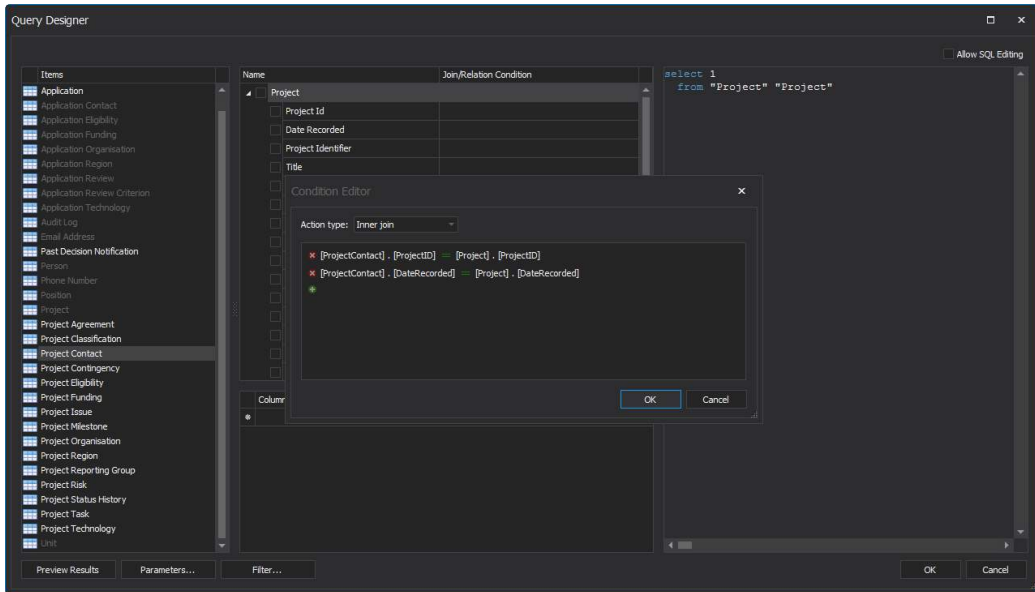 Query Designer
Allow SQL Editing
Items
Application
Application Contact
Application Eligibility
Application Funding
Application Organisation
Application Region
Application Review
Application Review Criterion
Application Technology
Audit Log
Email Address
Past Decision Notification
Person
Phone Number
Position
Project
Project Agreement
Project Classification
Project Contact
Project Contingency
Project Eligibility
Project Funding
Project Issue
Project Milestone
Project Organisation
Project Region
Project Reporting Group
Project Risk
Project Status History
Project Task
Project Technology
Unit
Name Join/Relation Condition
Project
Project Id
Date Recorded
Project Identifier
Title
Condition Editor
Action type: Inner join
[ProjectContact] . [ProjectID] = [Project] . [ProjectID]
[ProjectContact] . [DateRecorded] = [Project] . [DateRecorded]
OK Cancel
Column
select 1
from "Project" "Project"
Preview Results Parameters... Filter... OK Cancel